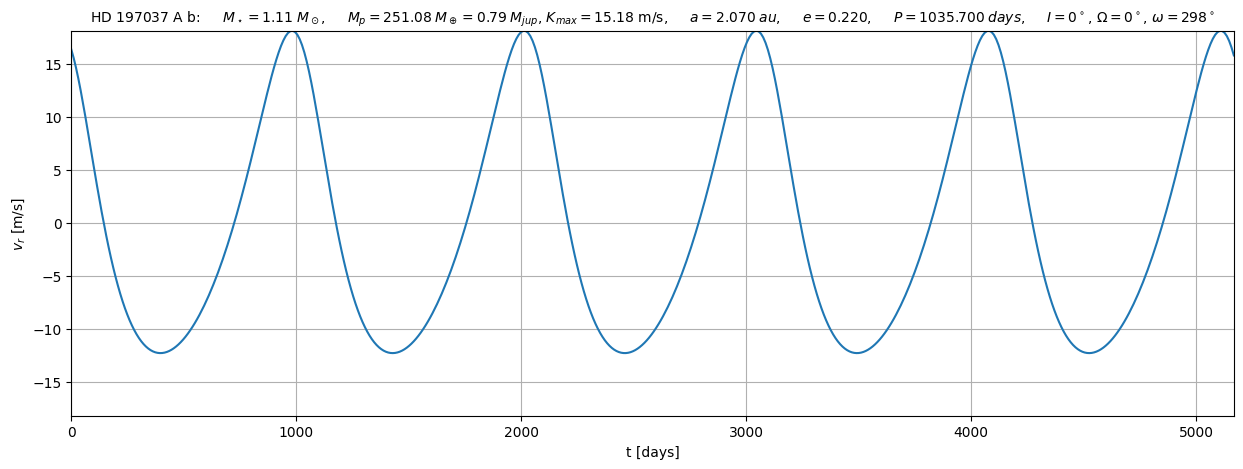 HD 197037 A b: M⋆ = 1.11 M⊙, Mp = 251.08 M⊕ = 0.79 Mjup, Kmax = 15.18 m/s, a = 2.070 au, e = 0.220, P = 1035.700 days, I = 0°, Ω = 0°, ω = 298°
15
10
5
0
−5
−10
−15
vr [m/s]
0 1000 2000 3000 4000 5000
t [days]